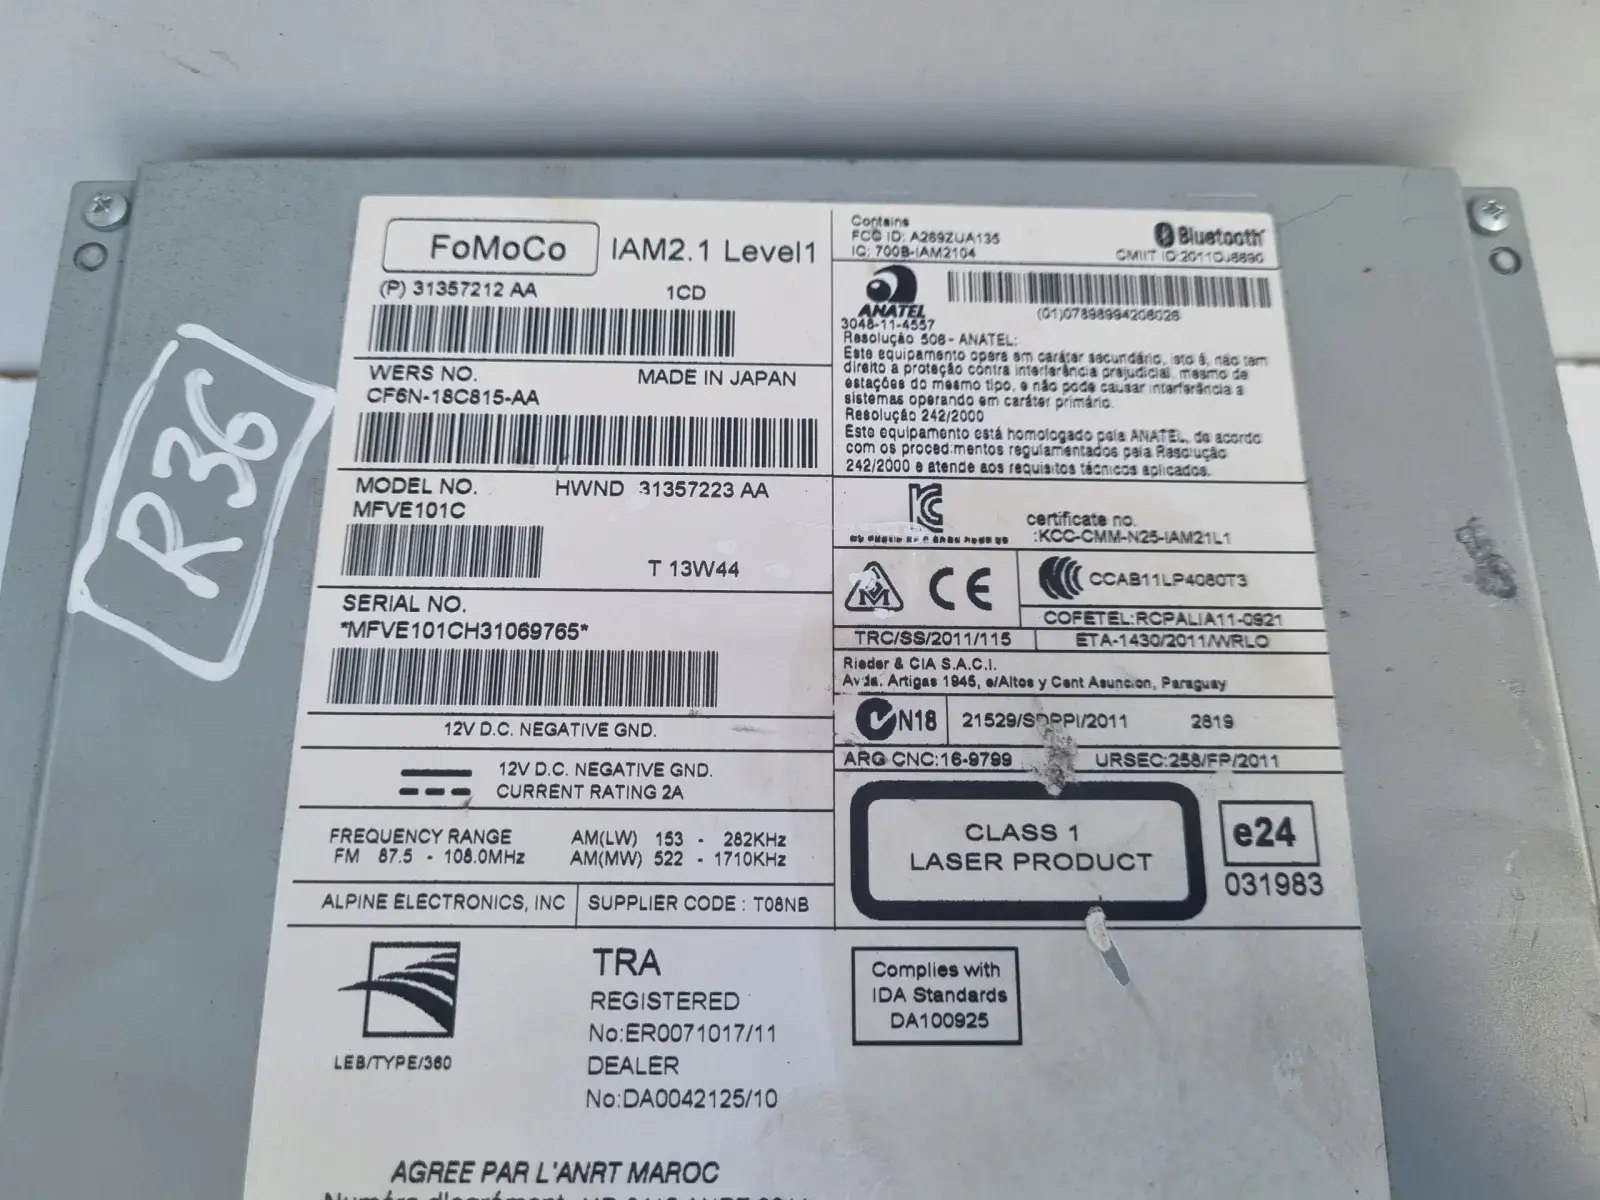 R36
FoMoCo IAM2.1 Level1
(P) 31357212 AA 1CD
WERS NO. MADE IN JAPAN
CF6N-18C815-AA
MODEL NO. HWND 31357223 AA
MFVE101C
T 13W44
SERIAL NO.
*MFVE101CH31069765*
12V D.C. NEGATIVE GND.
12V D.C. NEGATIVE GND.
CURRENT RATING 2A
FREQUENCY RANGE AM(LW) 153 - 282KHz
FM 87.5 - 108.0MHz AM(MW) 522 - 1710KHz
ALPINE ELECTRONICS, INC SUPPLIER CODE : T08NB
Contains
FCC ID: A269ZUA135 Bluetooth
IC: 700B-IAM2104 CMIIT ID:2011DJ6890
ANATEL
3048-11-4557 (01)07898994208028
Resolução 506 - ANATEL:
Este equipamento opera em caráter secundário, isto é, não tem
direito a proteção contra interferência prejudicial, mesmo de
estações do mesmo tipo, e não pode causar interferência a
sistemas operando em caráter primário.
Resolução 242/2000
Este equipamento está homologado pela ANATEL, de acordo
com os procedimentos regulamentados pela Resolução
242/2000 e atende aos requisitos técnicos aplicados.
certificate no.
:KCC-CMM-N25-IAM21L1
M CE CCAB11LP4080T3
COFETEL:RCPALIA11-0921
TRC/SS/2011/115 ETA-1430/2011/WRLO
Rieder & CIA S.A.C.I.
Avda. Artigas 1945, e/Altos y Cent Asuncion, Paraguay
N18 21529/SDPPI/2011 2819
ARG CNC:16-9799 URSEC:258/FP/2011
CLASS 1
LASER PRODUCT
e24
031983
LEB/TYPE/360
TRA
REGISTERED
No:ER0071017/11
DEALER
No:DA0042125/10
Complies with
IDA Standards
DA100925
AGREE PAR L'ANRT MAROC
Numéro d'agrément